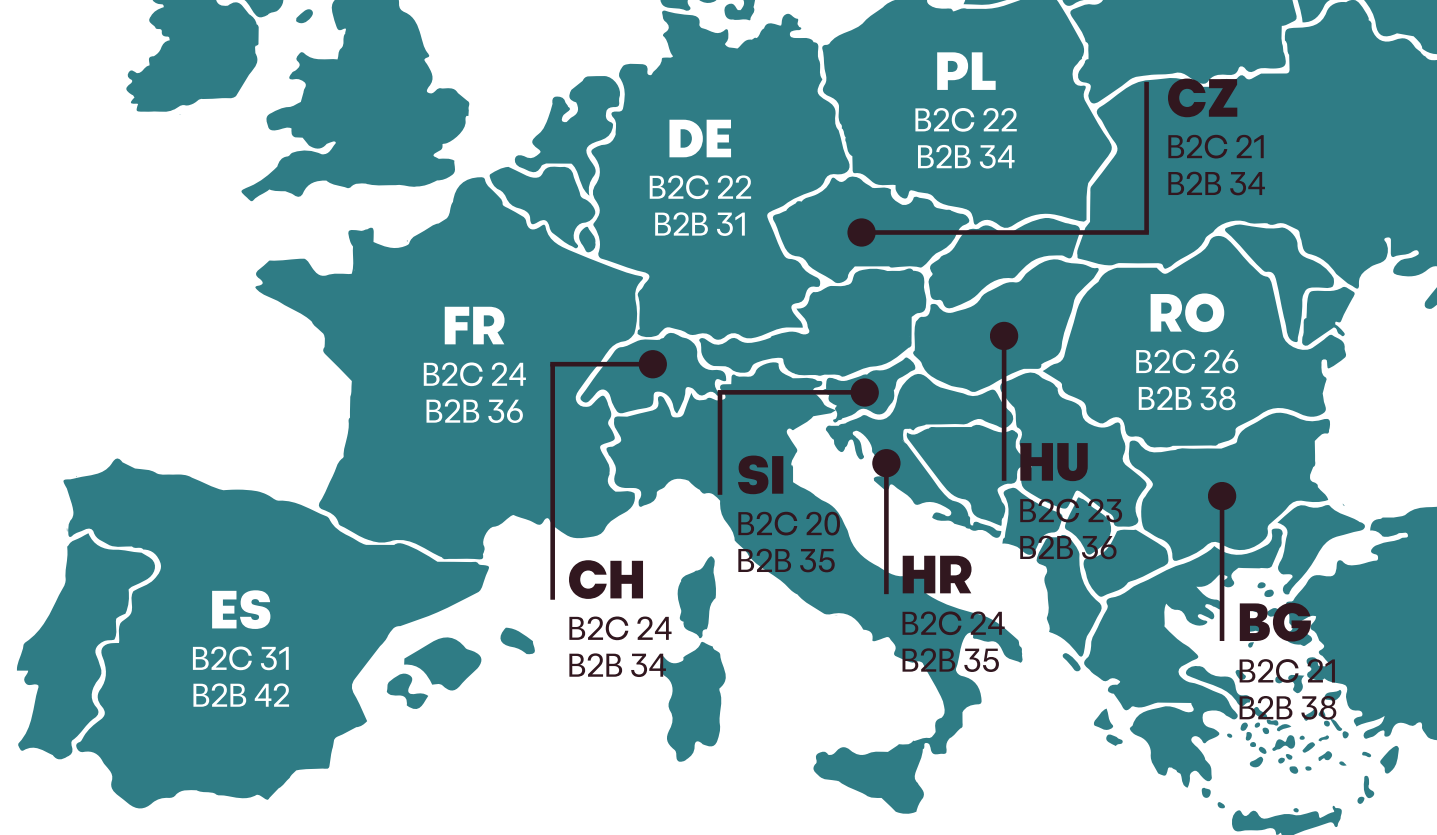 PL
B2C 22
B2B 34
CZ
B2C 21
B2B 34
DE
B2C 22
B2B 31
FR
B2C 24
B2B 36
RO
B2C 26
B2B 38
HU
B2C 23
B2B 36
SI
B2C 20
B2B 35
CH
B2C 24
B2B 34
HR
B2C 24
B2B 35
ES
B2C 31
B2B 42
BG
B2C 21
B2B 38